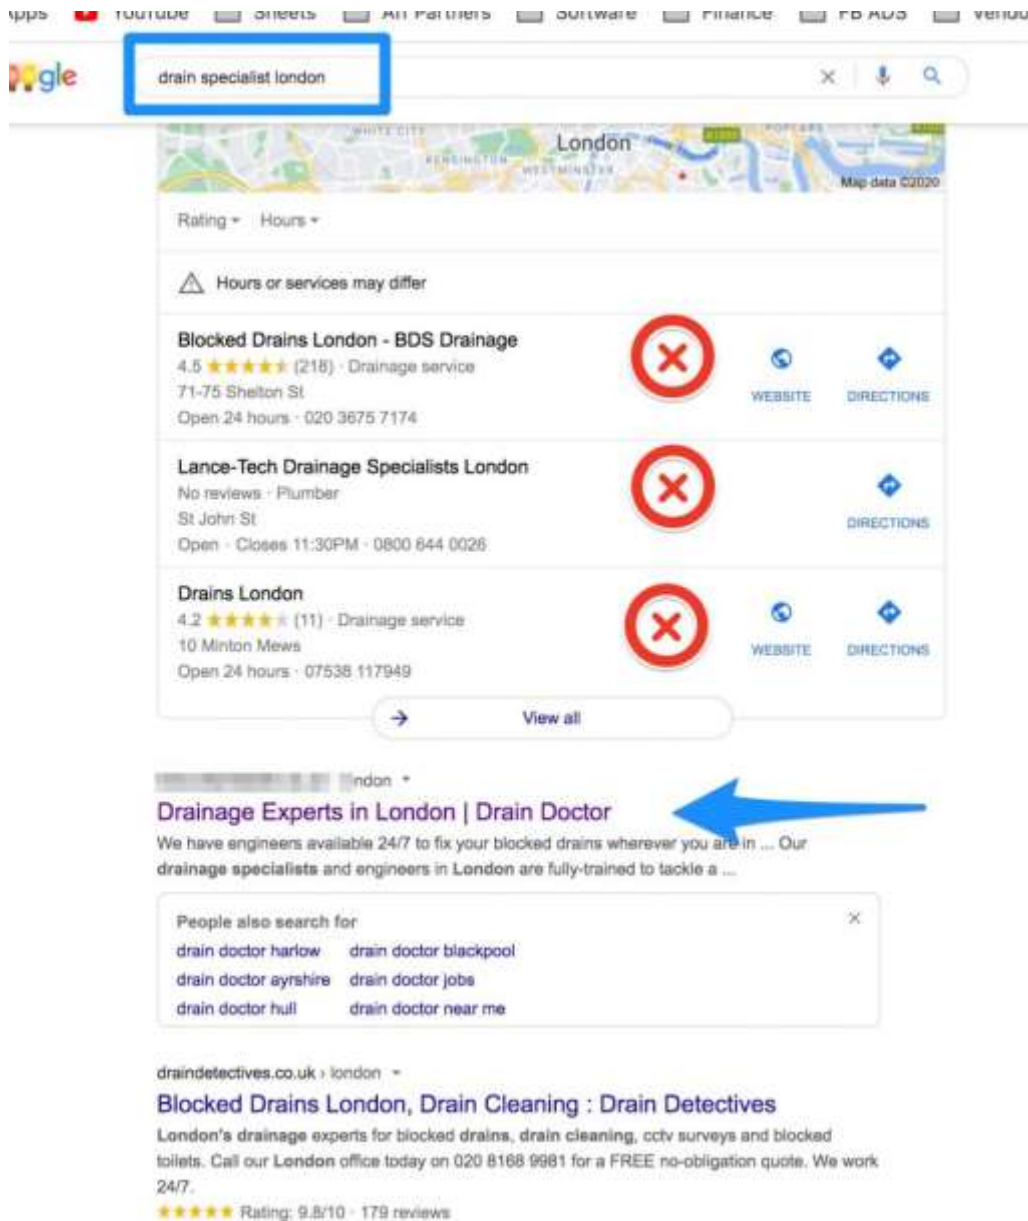 Apps YouTube Sheets Aff Partners Software Finance FB ADS
gle drain specialist london
WHITE CITY
London
KENSINGTON
WESTMINSTER
Map data ©2020
Rating Hours
Hours or services may differ
Blocked Drains London - BDS Drainage
4.5 (218) · Drainage service
71-75 Shelton St
Open 24 hours · 020 3675 7174
WEBSITE DIRECTIONS
Lance-Tech Drainage Specialists London
No reviews · Plumber
St John St
Open · Closes 11:30PM · 0800 644 0026
DIRECTIONS
Drains London
4.2 (11) · Drainage service
10 Minton Mews
Open 24 hours · 07538 117949
WEBSITE DIRECTIONS
→ View all
ndon
Drainage Experts in London | Drain Doctor
We have engineers available 24/7 to fix your blocked drains wherever you are in ... Our
drainage specialists and engineers in London are fully-trained to tackle a ...
People also search for
drain doctor harlow drain doctor blackpool
drain doctor ayrshire drain doctor jobs
drain doctor hull drain doctor near me
draindetectives.co.uk › london
Blocked Drains London, Drain Cleaning : Drain Detectives
London's drainage experts for blocked drains, drain cleaning, cctv surveys and blocked
toilets. Call our London office today on 020 8168 9981 for a FREE no-obligation quote. We work
24/7.
Rating: 9.8/10 · 179 reviews